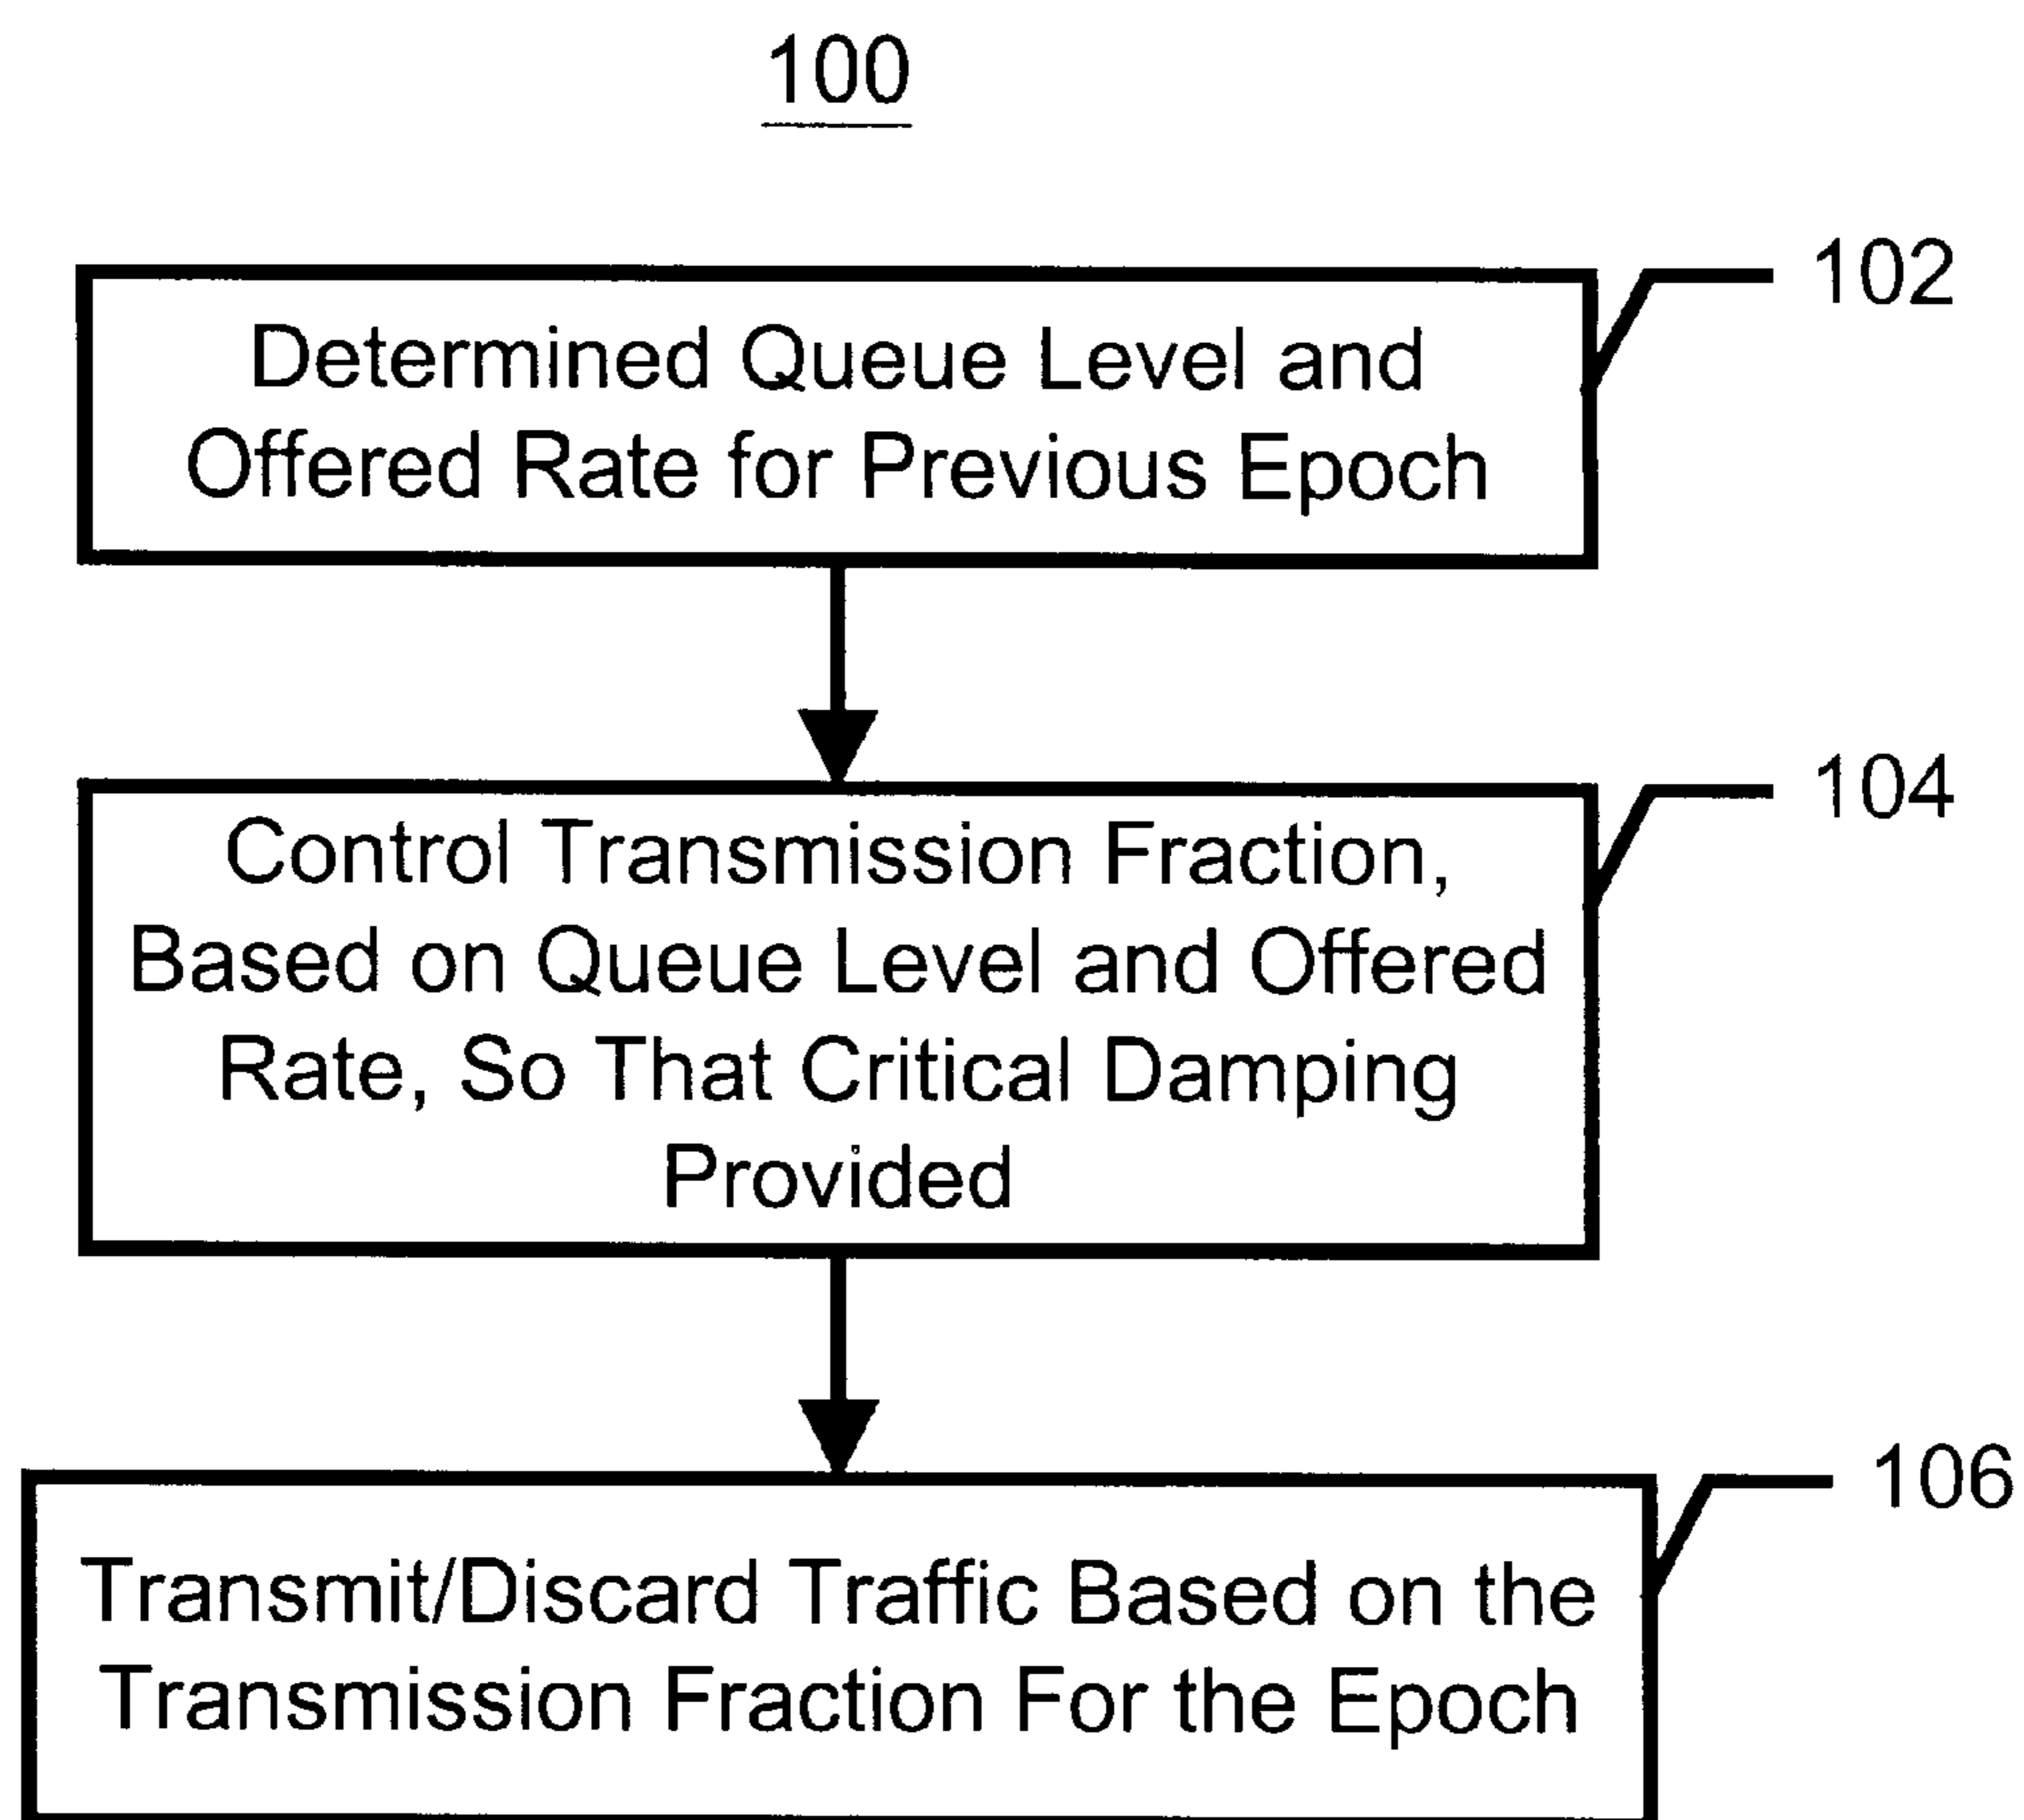 100
102
Determined Queue Level and
Offered Rate for Previous Epoch
104
Control Transmission Fraction,
Based on Queue Level and Offered
Rate, So That Critical Damping
Provided
106
Transmit/Discard Traffic Based on the
Transmission Fraction For the Epoch